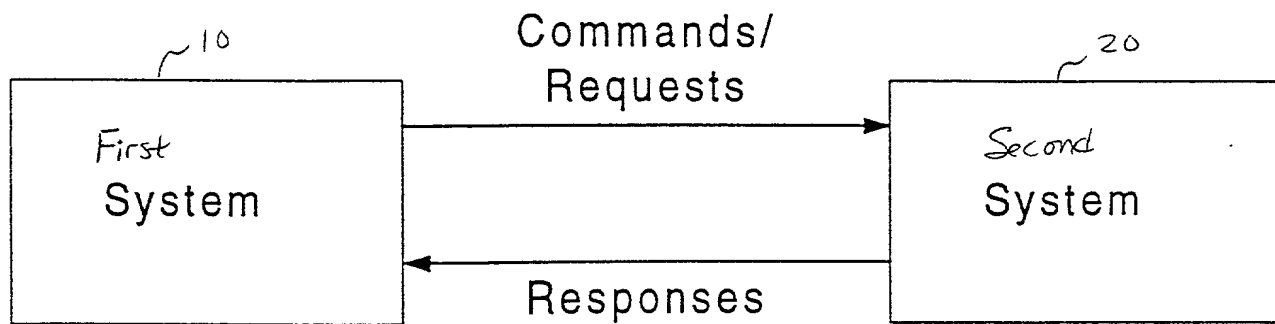 10
Commands/
Requests
20
First
System
Second
System
Responses